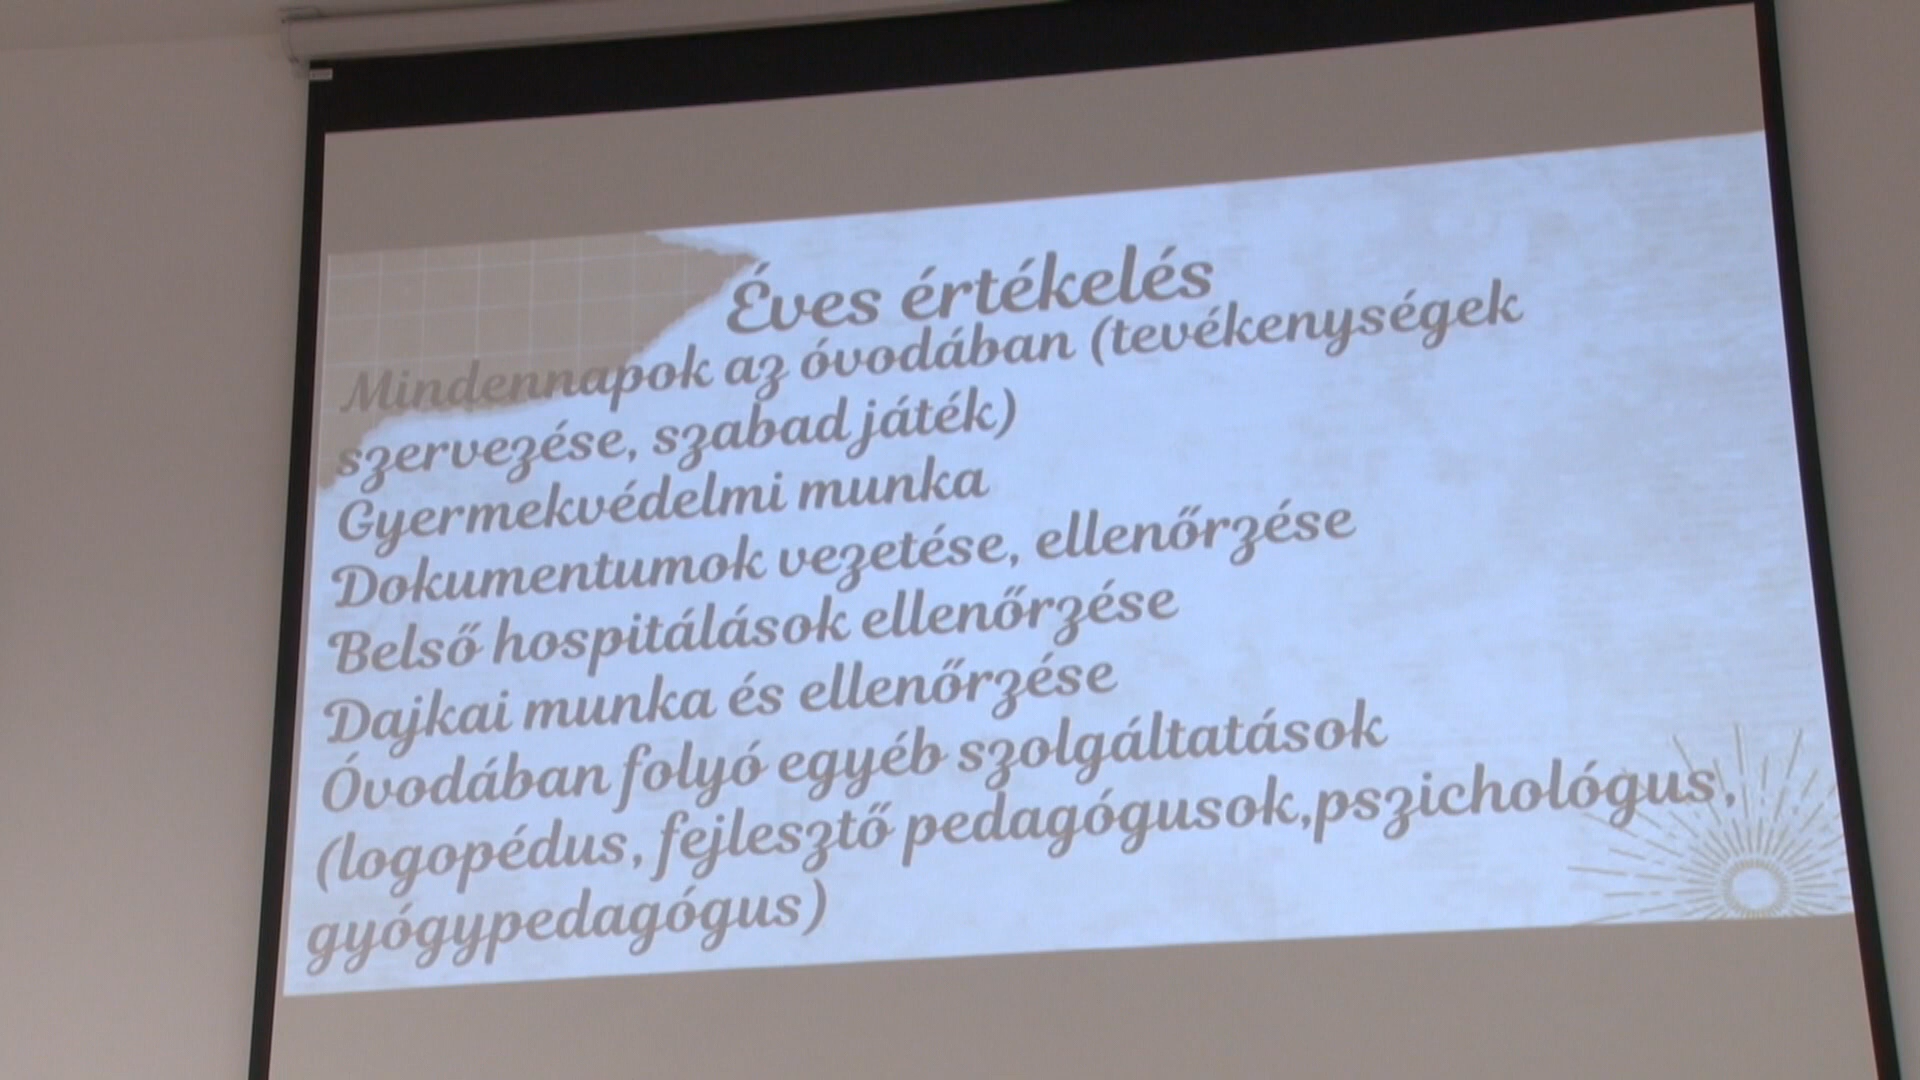 Éves értékelés
Mindennapok az óvodában (tevékenységek
szervezése, szabad játék)
Gyermekvédelmi munka
Dokumentumok vezetése, ellenőrzése
Belső hospitálások ellenőrzése
Dajkai munka és ellenőrzése
Óvodában folyó egyéb szolgáltatások
(logopédus, fejlesztő pedagógusok,pszichológus,
gyógypedagógus)